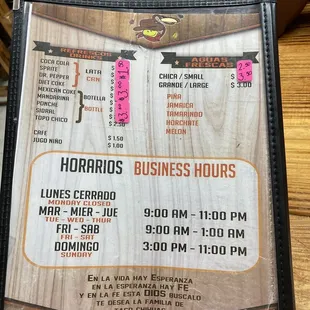 REFRESCOS
DRINKS
COCA COLA
SPRITE
DR. PEPPER
DIET COKE
MEXICAN COKE
MANDARINA
PONCHE
SIDRAL
TOPO CHICO
LATA
CAN
BOTELLA
BOTTLE
CAFE $ 1.50
JUGO NIÑO $ 1.00
AGUAS
FRESCAS
CHICA / SMALL
GRANDE / LARGE $ 3.00
PIÑA
JAMAICA
TAMARINDO
HORCHATE
MELON
HORARIOS BUSINESS HOURS
LUNES CERRADO
MONDAY CLOSED
MAR - MIER - JUE 9:00 AM - 11:00 PM
TUE - WED - THUR
FRI - SAB 9:00 AM - 1:00 AM
FRI - SAT
DOMINGO 3:00 PM - 11:00 PM
SUNDAY
EN LA VIDA HAY ESPERANZA
EN LA ESPERANZA HAY FE
Y EN LA FE ESTA DIOS BUSCALO
TE DESEA LA FAMILIA DE